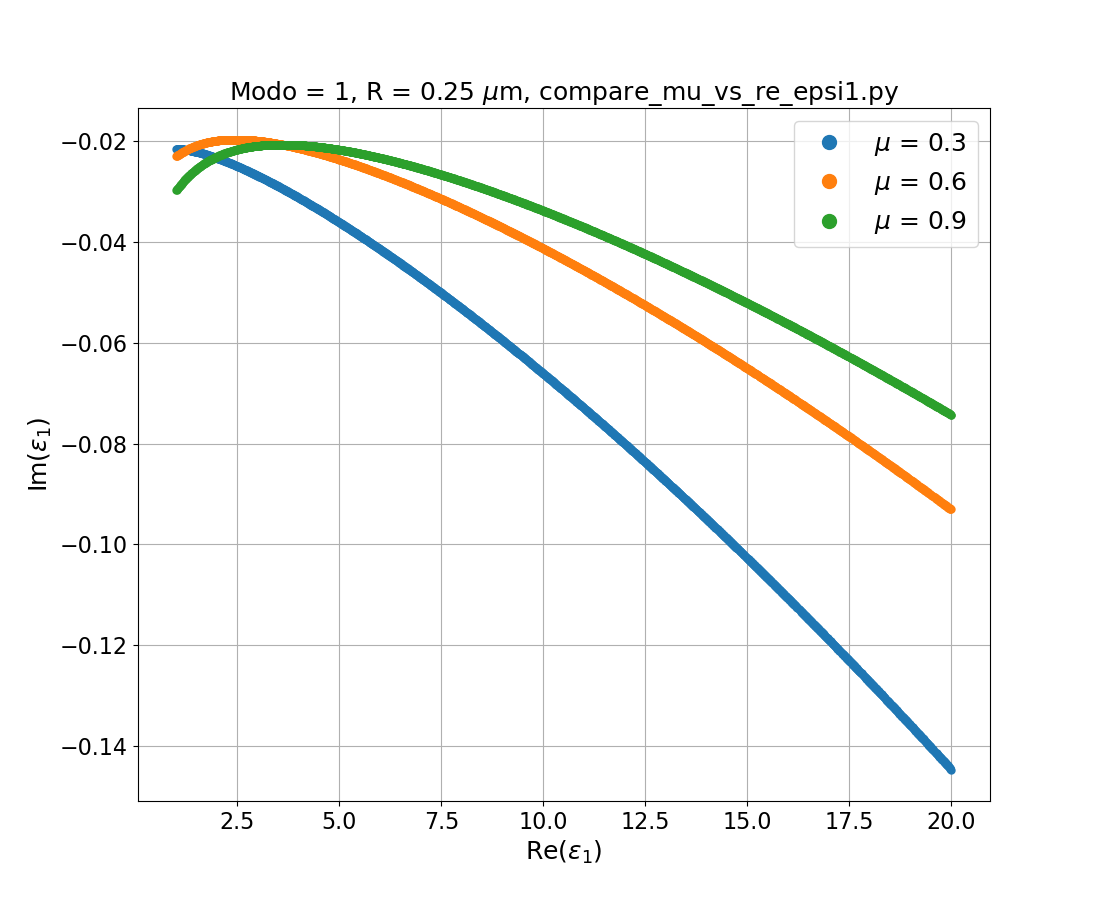 Modo = 1, R = 0.25 μm, compare_mu_vs_re_epsi1.py
μ = 0.3
μ = 0.6
μ = 0.9
Im(ε₁)
−0.02
−0.04
−0.06
−0.08
−0.10
−0.12
−0.14
2.5 5.0 7.5 10.0 12.5 15.0 17.5 20.0
Re(ε₁)